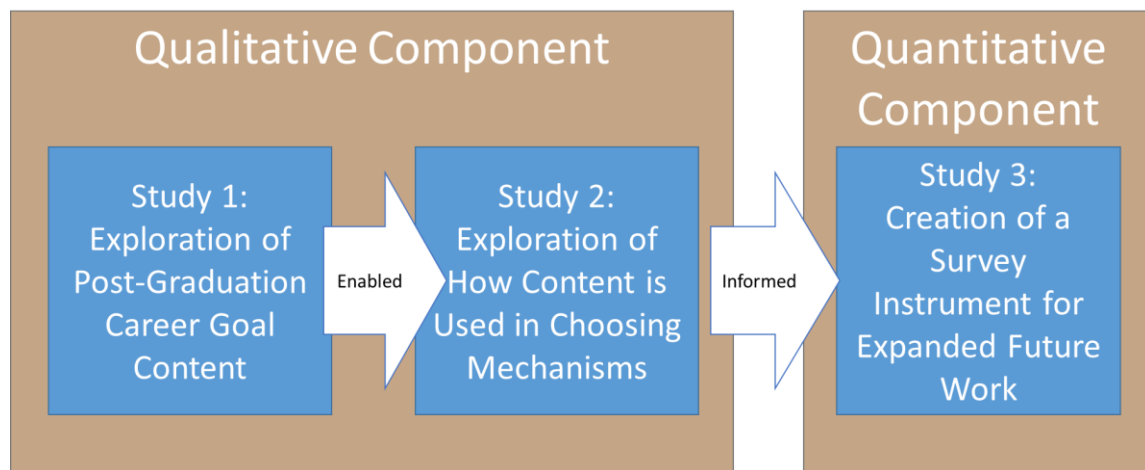 Qualitative Component
Study 1:
Exploration of
Post-Graduation
Career Goal
Content
Enabled
Study 2:
Exploration of
How Content is
Used in Choosing
Mechanisms
Informed
Quantitative
Component
Study 3:
Creation of a
Survey
Instrument for
Expanded Future
Work